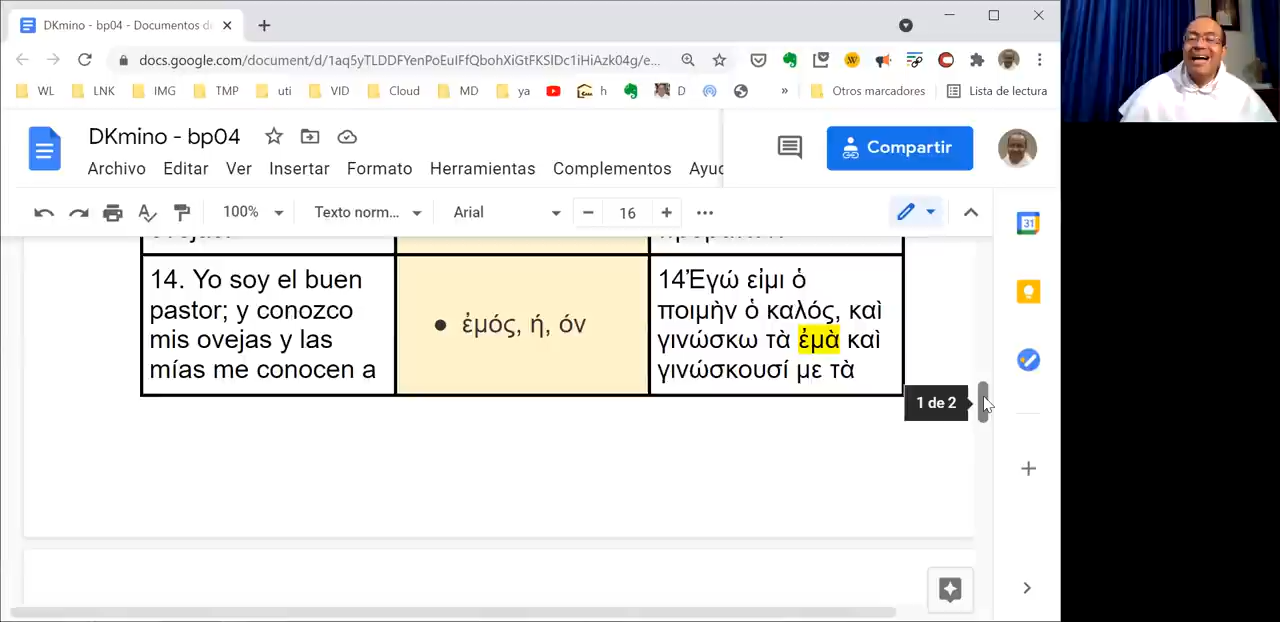 DKmino - bp04 - Documentos d
docs.google.com/document/d/1aq5yTLDDFYenPoEuIFfQbohXiGtFKSlDc1iHiAzk04g/e...
WL LNK IMG TMP uti VID Cloud MD ya h D » Otros marcadores Lista de lectura
DKmino - bp04
Archivo Editar Ver Insertar Formato Herramientas Complementos Ayuc
Compartir
100% Texto norm... Arial 16
31
14. Yo soy el buen
pastor; y conozco
mis ovejas y las
mías me conocen a
● ἐμός, ή, όν
14Ἐγώ εἰμι ὁ
ποιμὴν ὁ καλός, καὶ
γινώσκω τὰ ἐμὰ καὶ
γινώσκουσί με τὰ
1 de 2